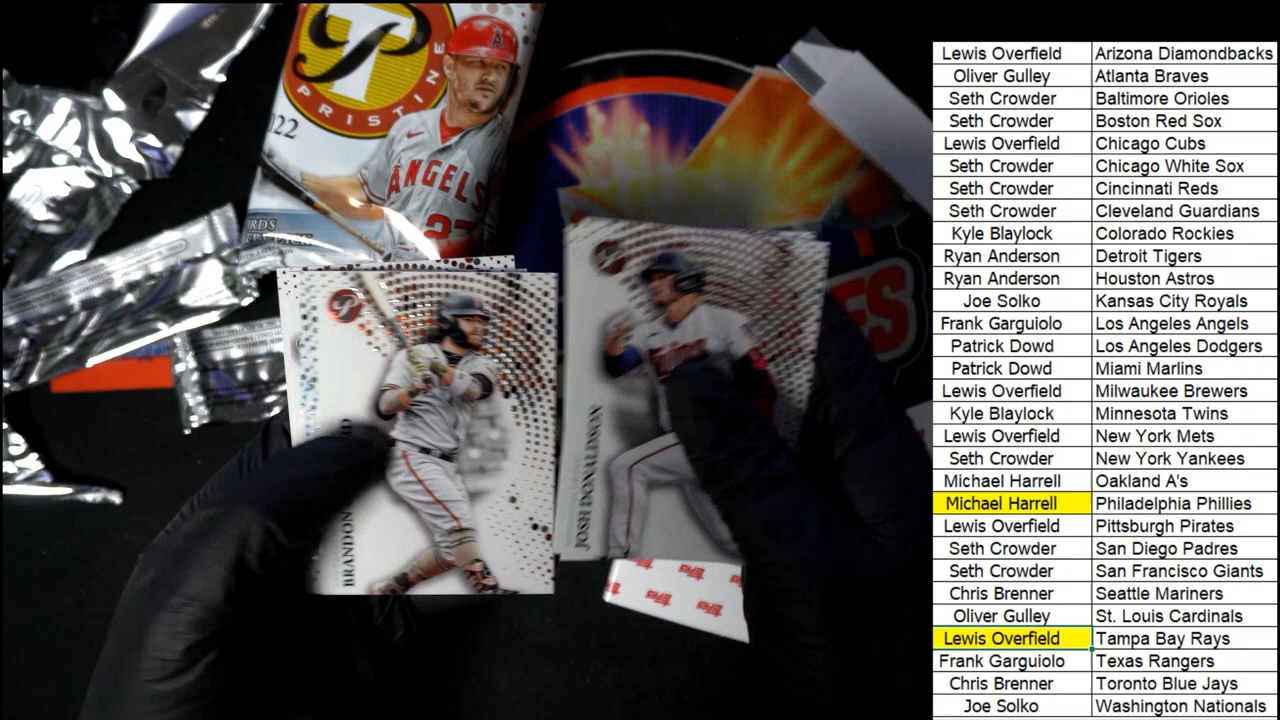 PRISTINE
22
ANGELS
27
BRANDON
JOSH DONALDSON
Topps
Topps
Topps
Topps
Lewis Overfield Arizona Diamondbacks
Oliver Gulley Atlanta Braves
Seth Crowder Baltimore Orioles
Seth Crowder Boston Red Sox
Lewis Overfield Chicago Cubs
Seth Crowder Chicago White Sox
Seth Crowder Cincinnati Reds
Seth Crowder Cleveland Guardians
Kyle Blaylock Colorado Rockies
Ryan Anderson Detroit Tigers
Ryan Anderson Houston Astros
Joe Solko Kansas City Royals
Frank Garguiolo Los Angeles Angels
Patrick Dowd Los Angeles Dodgers
Patrick Dowd Miami Marlins
Lewis Overfield Milwaukee Brewers
Kyle Blaylock Minnesota Twins
Lewis Overfield New York Mets
Seth Crowder New York Yankees
Michael Harrell Oakland A's
Michael Harrell Philadelphia Phillies
Lewis Overfield Pittsburgh Pirates
Seth Crowder San Diego Padres
Seth Crowder San Francisco Giants
Chris Brenner Seattle Mariners
Oliver Gulley St. Louis Cardinals
Lewis Overfield Tampa Bay Rays
Frank Garguiolo Texas Rangers
Chris Brenner Toronto Blue Jays
Joe Solko Washington Nationals